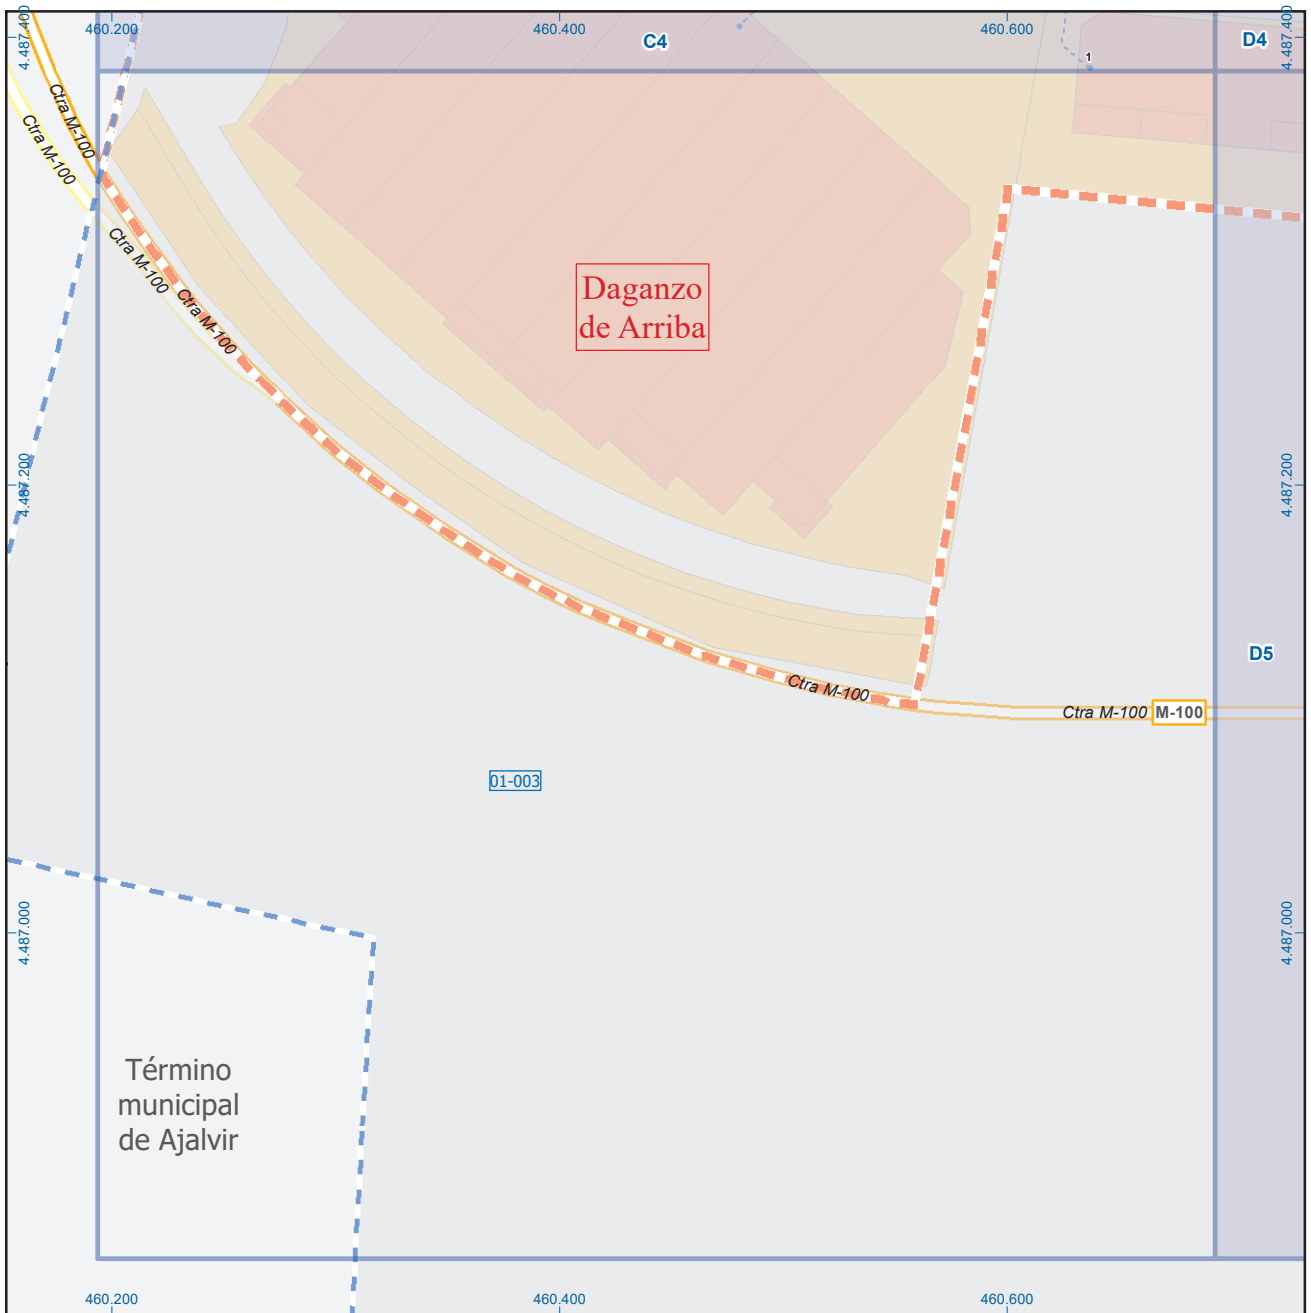 460.200
460.400
460.600
C4
D4
4.487.400
4.487.400
1
Ctra M-100
Ctra M-100
Ctra M-100
Ctra M-100
Daganzo
de Arriba
4.487.200
4.487.200
D5
Ctra M-100
Ctra M-100
M-100
01-003
4.487.000
4.487.000
Término
municipal
de Ajalvir
460.200
460.400
460.600